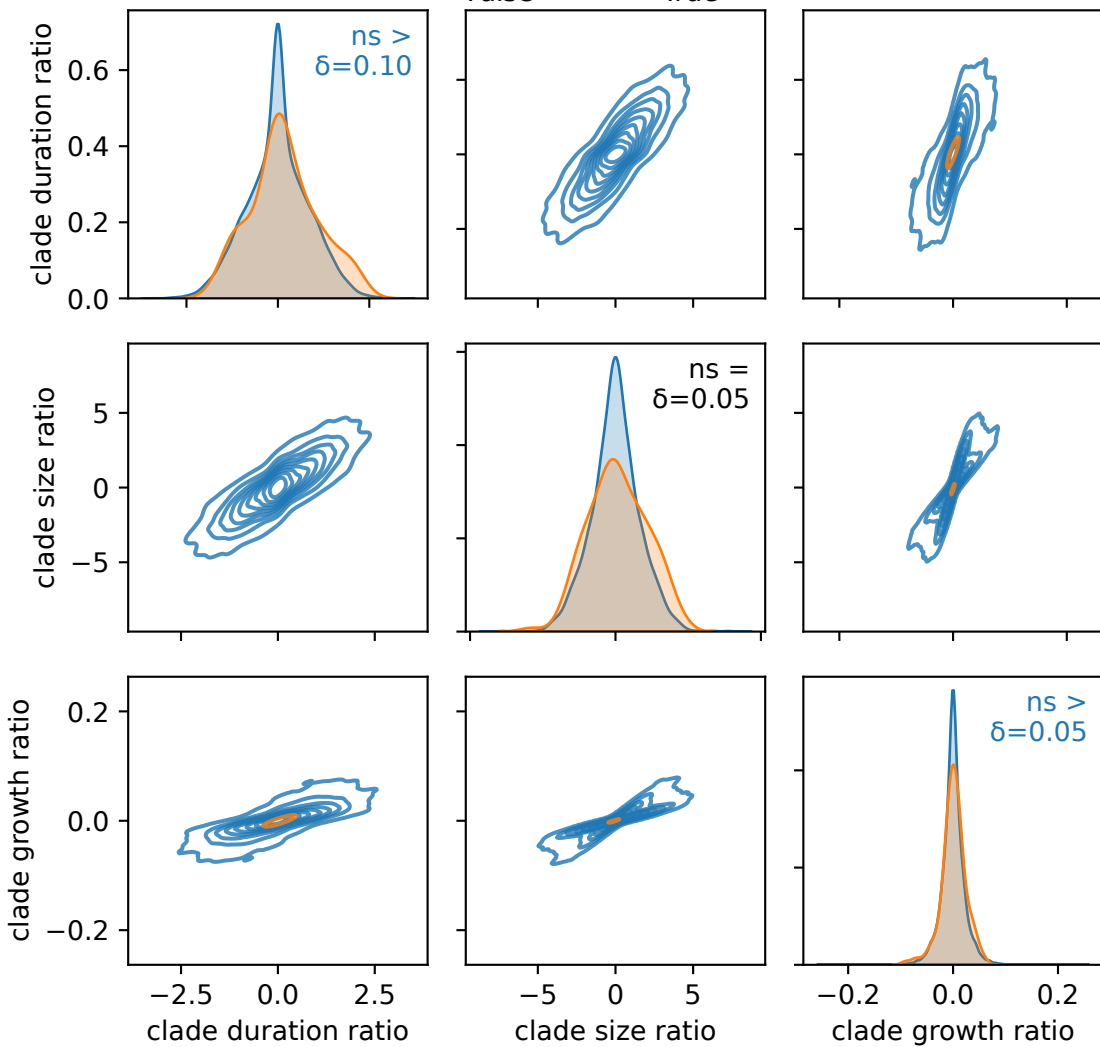 ns >
δ=0.10
clade duration ratio
0.6
0.4
0.2
0.0
ns =
δ=0.05
clade size ratio
5
0
−5
ns >
δ=0.05
clade growth ratio
0.2
0.0
−0.2
−2.5 0.0 2.5
−5 0 5
−0.2 0.0 0.2
clade duration ratio
clade size ratio
clade growth ratio